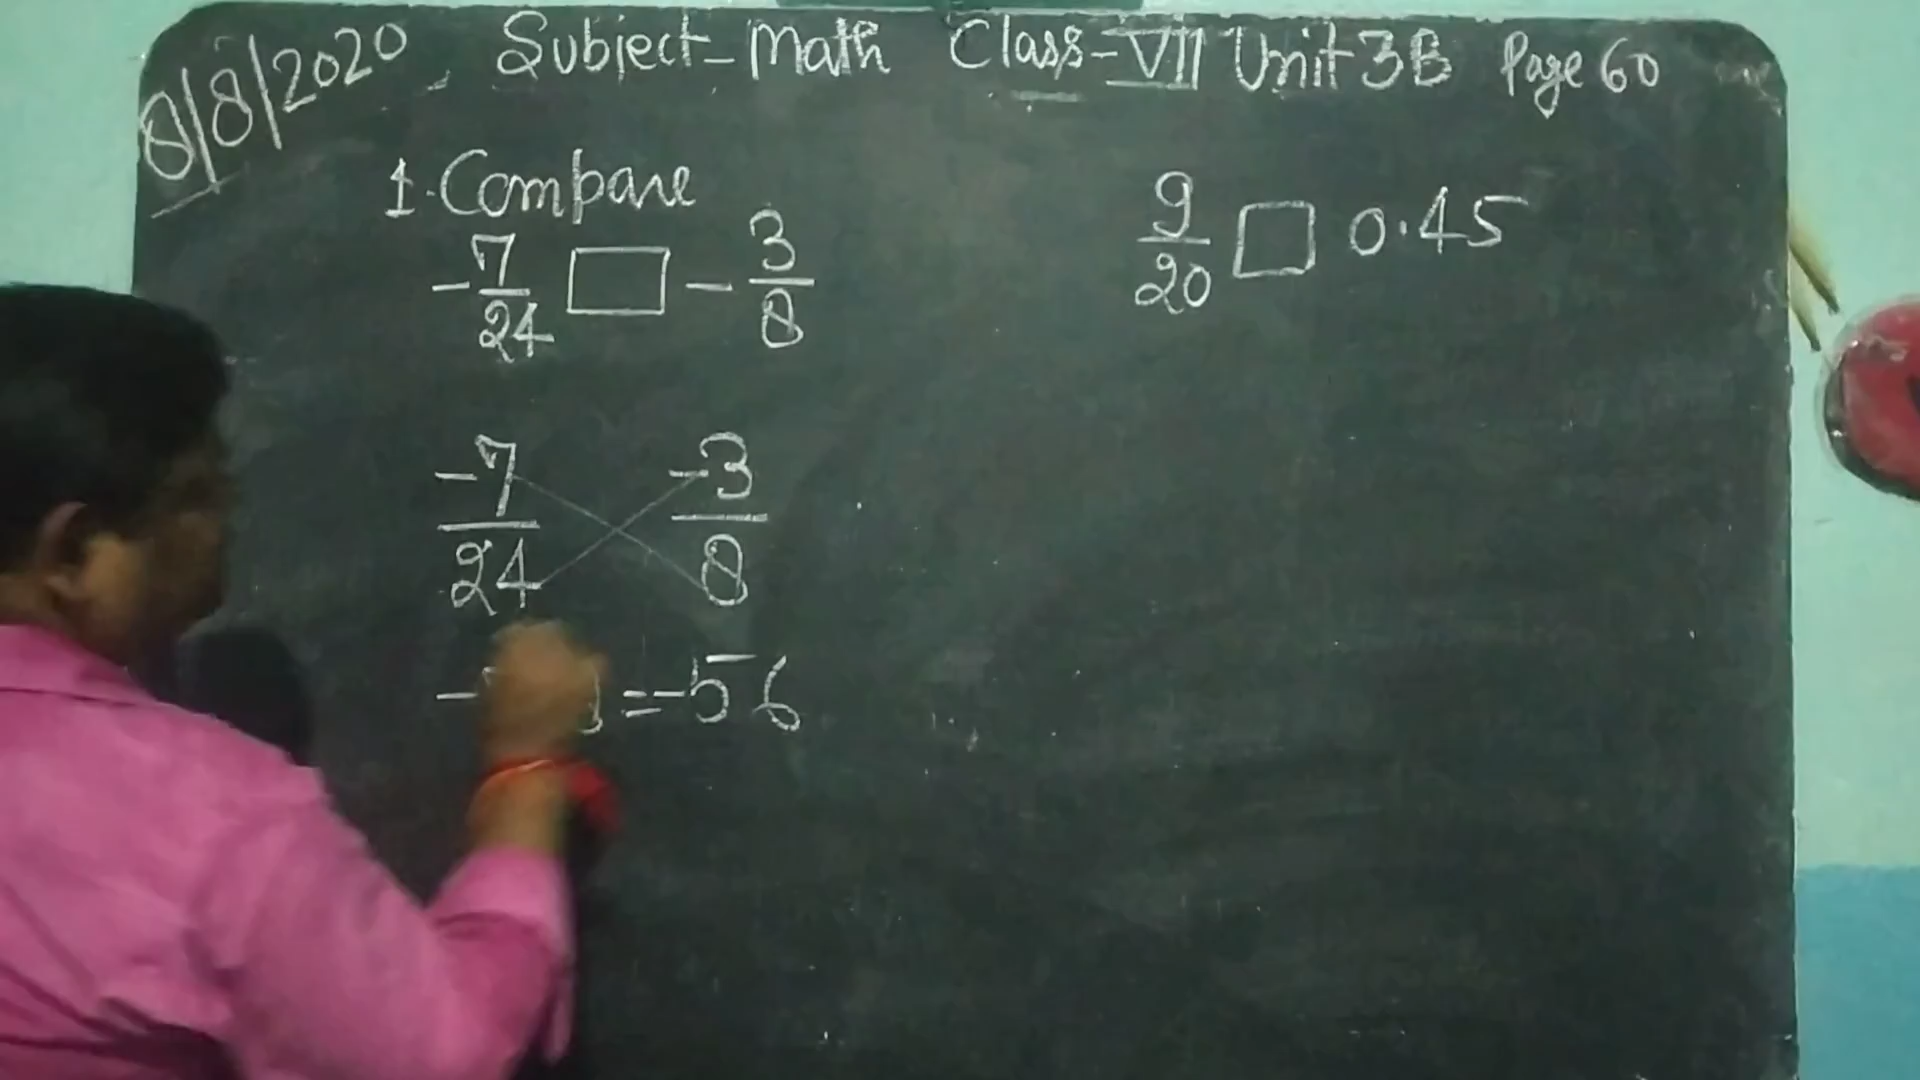 8/8/2020 Subject-Math Class-VII Unit 3B Page 60
1. Compare
-7/24 □ -3/8
9/20 □ 0.45
-7/24 -3/8
- = -56